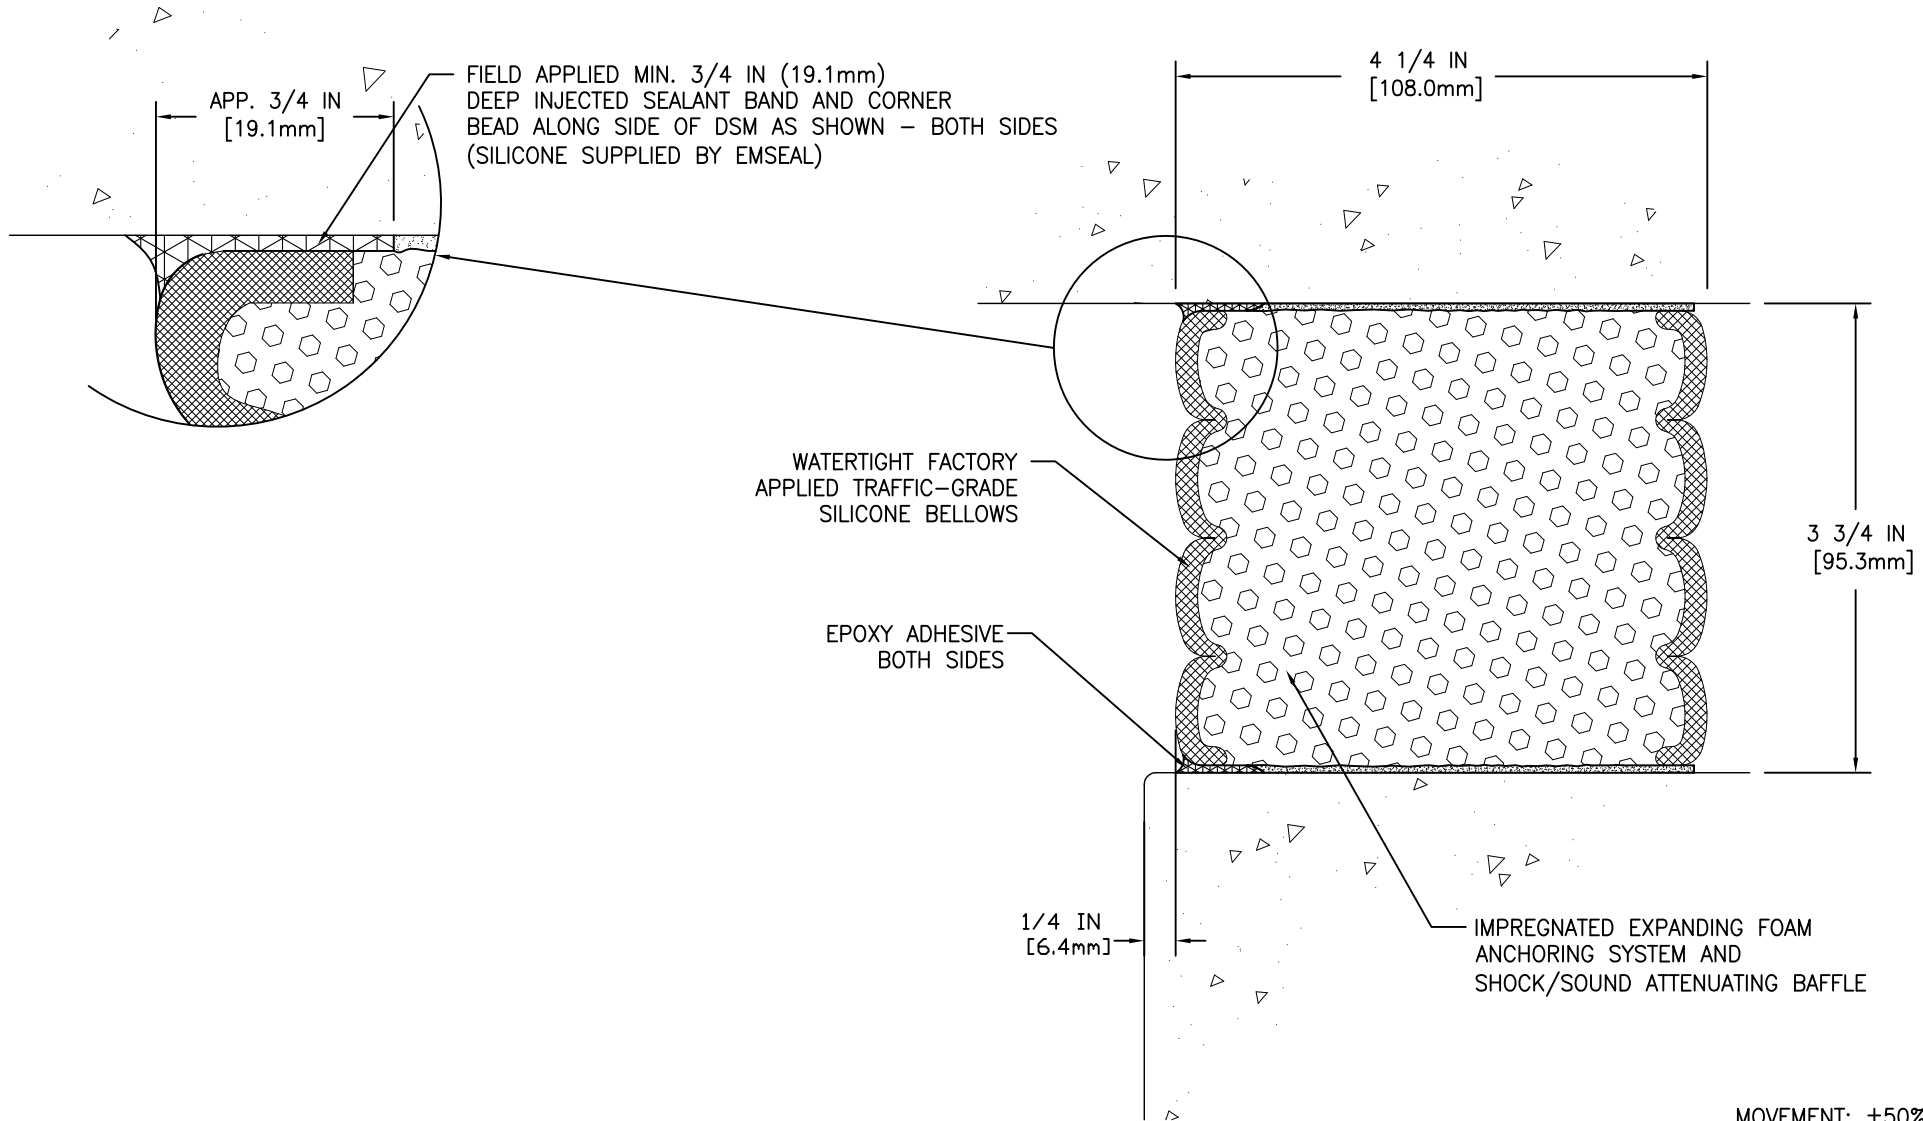 APP. 3/4 IN
[19.1mm]
FIELD APPLIED MIN. 3/4 IN (19.1mm)
DEEP INJECTED SEALANT BAND AND CORNER
BEAD ALONG SIDE OF DSM AS SHOWN – BOTH SIDES
(SILICONE SUPPLIED BY EMSEAL)
4 1/4 IN
[108.0mm]
WATERTIGHT FACTORY
APPLIED TRAFFIC–GRADE
SILICONE BELLOWS
3 3/4 IN
[95.3mm]
EPOXY ADHESIVE
BOTH SIDES
1/4 IN
[6.4mm]
IMPREGNATED EXPANDING FOAM
ANCHORING SYSTEM AND
SHOCK/SOUND ATTENUATING BAFFLE
MOVEMENT: ±50%